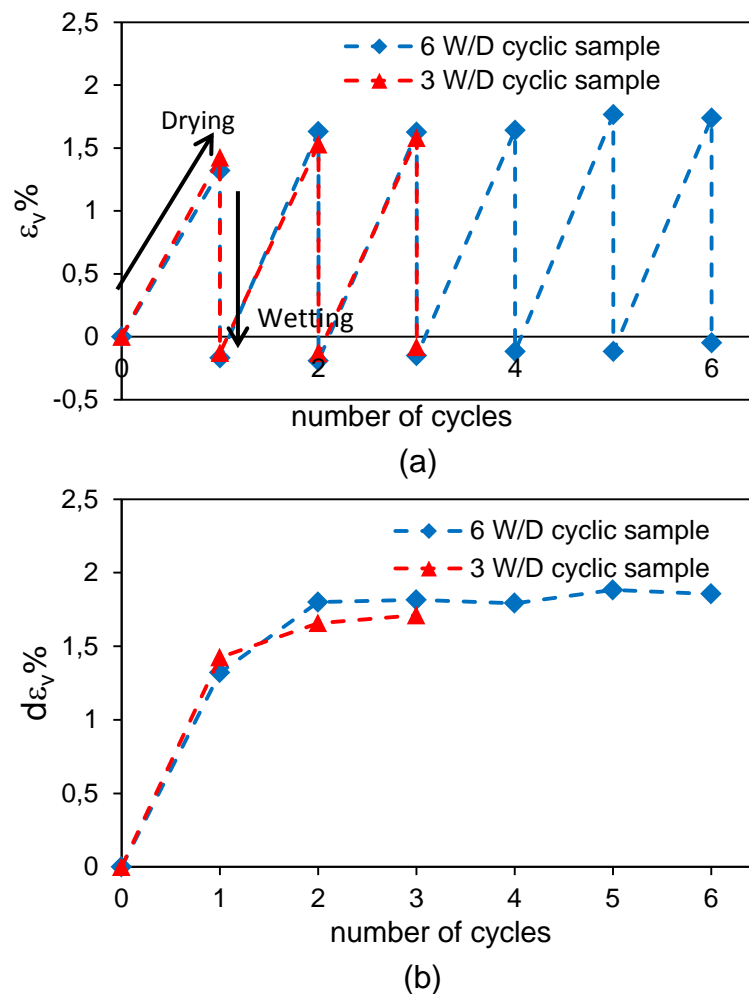 2,5
2
1,5
1
0,5
0
-0,5
εv%
6 W/D cyclic sample
3 W/D cyclic sample
Drying
Wetting
0 2 4 6
number of cycles
(a)
2,5
2
1,5
1
0,5
0
dεv%
6 W/D cyclic sample
3 W/D cyclic sample
0 1 2 3 4 5 6
number of cycles
(b)